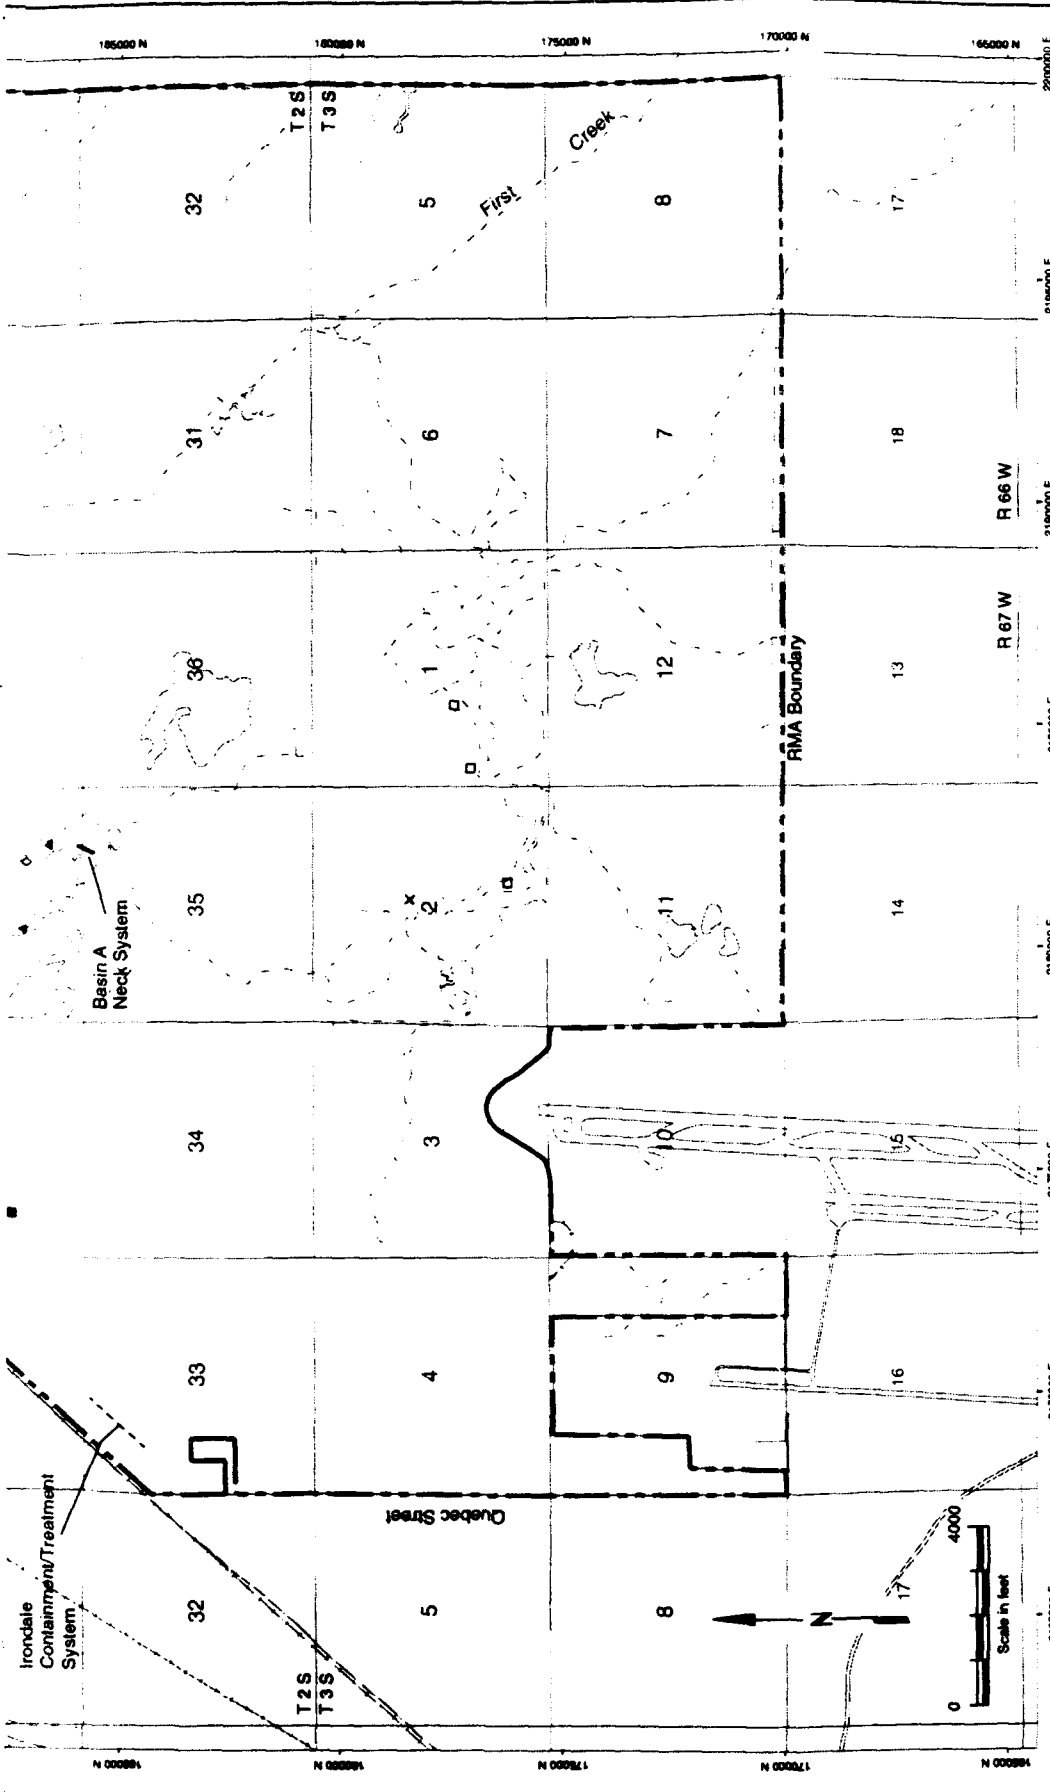 185000 N
180000 N
175000 N
170000 N
165000 N
2200000 E
T 2 S
T 3 S
32
5
First
Creek
8
17
31
6
7
18
R 66 W
R 67 W
2190000 E
36
1
12
13
RMA Boundary
Basin A
Neck System
35
2
11
14
34
3
10
15
33
4
9
16
Irondale
Containment/Treatment
System
Quebec Street
32
5
8
17
T 2 S
T 3 S
N
0
4000
Scale in feet
180000 N
175000 N
170000 N